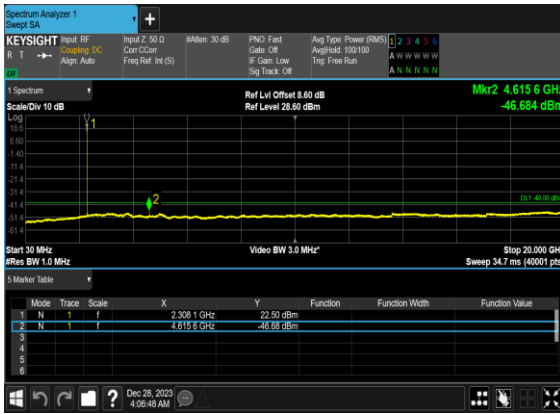 Spectrum Analyzer 1
Swept SA
KEYSIGHT Input: RF Input Z: 50 Ω #Atten: 30 dB PNO: Fast Avg Type: Power (RMS) 1 2 3 4 5 6
R T Coupling: DC Corr CCorr Gate: Off Avg|Hold: 100/100 A W W W W W
Align: Auto Freq Ref: Int (S) IF Gain: Low Trig: Free Run
LXI Sig Track: Off A N N N N N
1 Spectrum Ref Lvl Offset 8.60 dB Mkr2 4.615 6 GHz
Scale/Div 10 dB Ref Level 28.60 dBm -46.684 dBm
Log
18.6 1
8.60
-1.40
-11.4
-21.4
-31.4
-41.4 2 DL1 -40.00 dBm
-51.4
-61.4
Start 30 MHz Video BW 3.0 MHz* Stop 20.000 GHz
#Res BW 1.0 MHz Sweep 34.7 ms (40001 pts)
5 Marker Table
Mode Trace Scale X Y Function Function Width Function Value
1 N 1 f 2.308 1 GHz 22.50 dBm
2 N 1 f 4.615 6 GHz -46.68 dBm
3
4
5
6
? Dec 28, 2023
4:06:48 AM